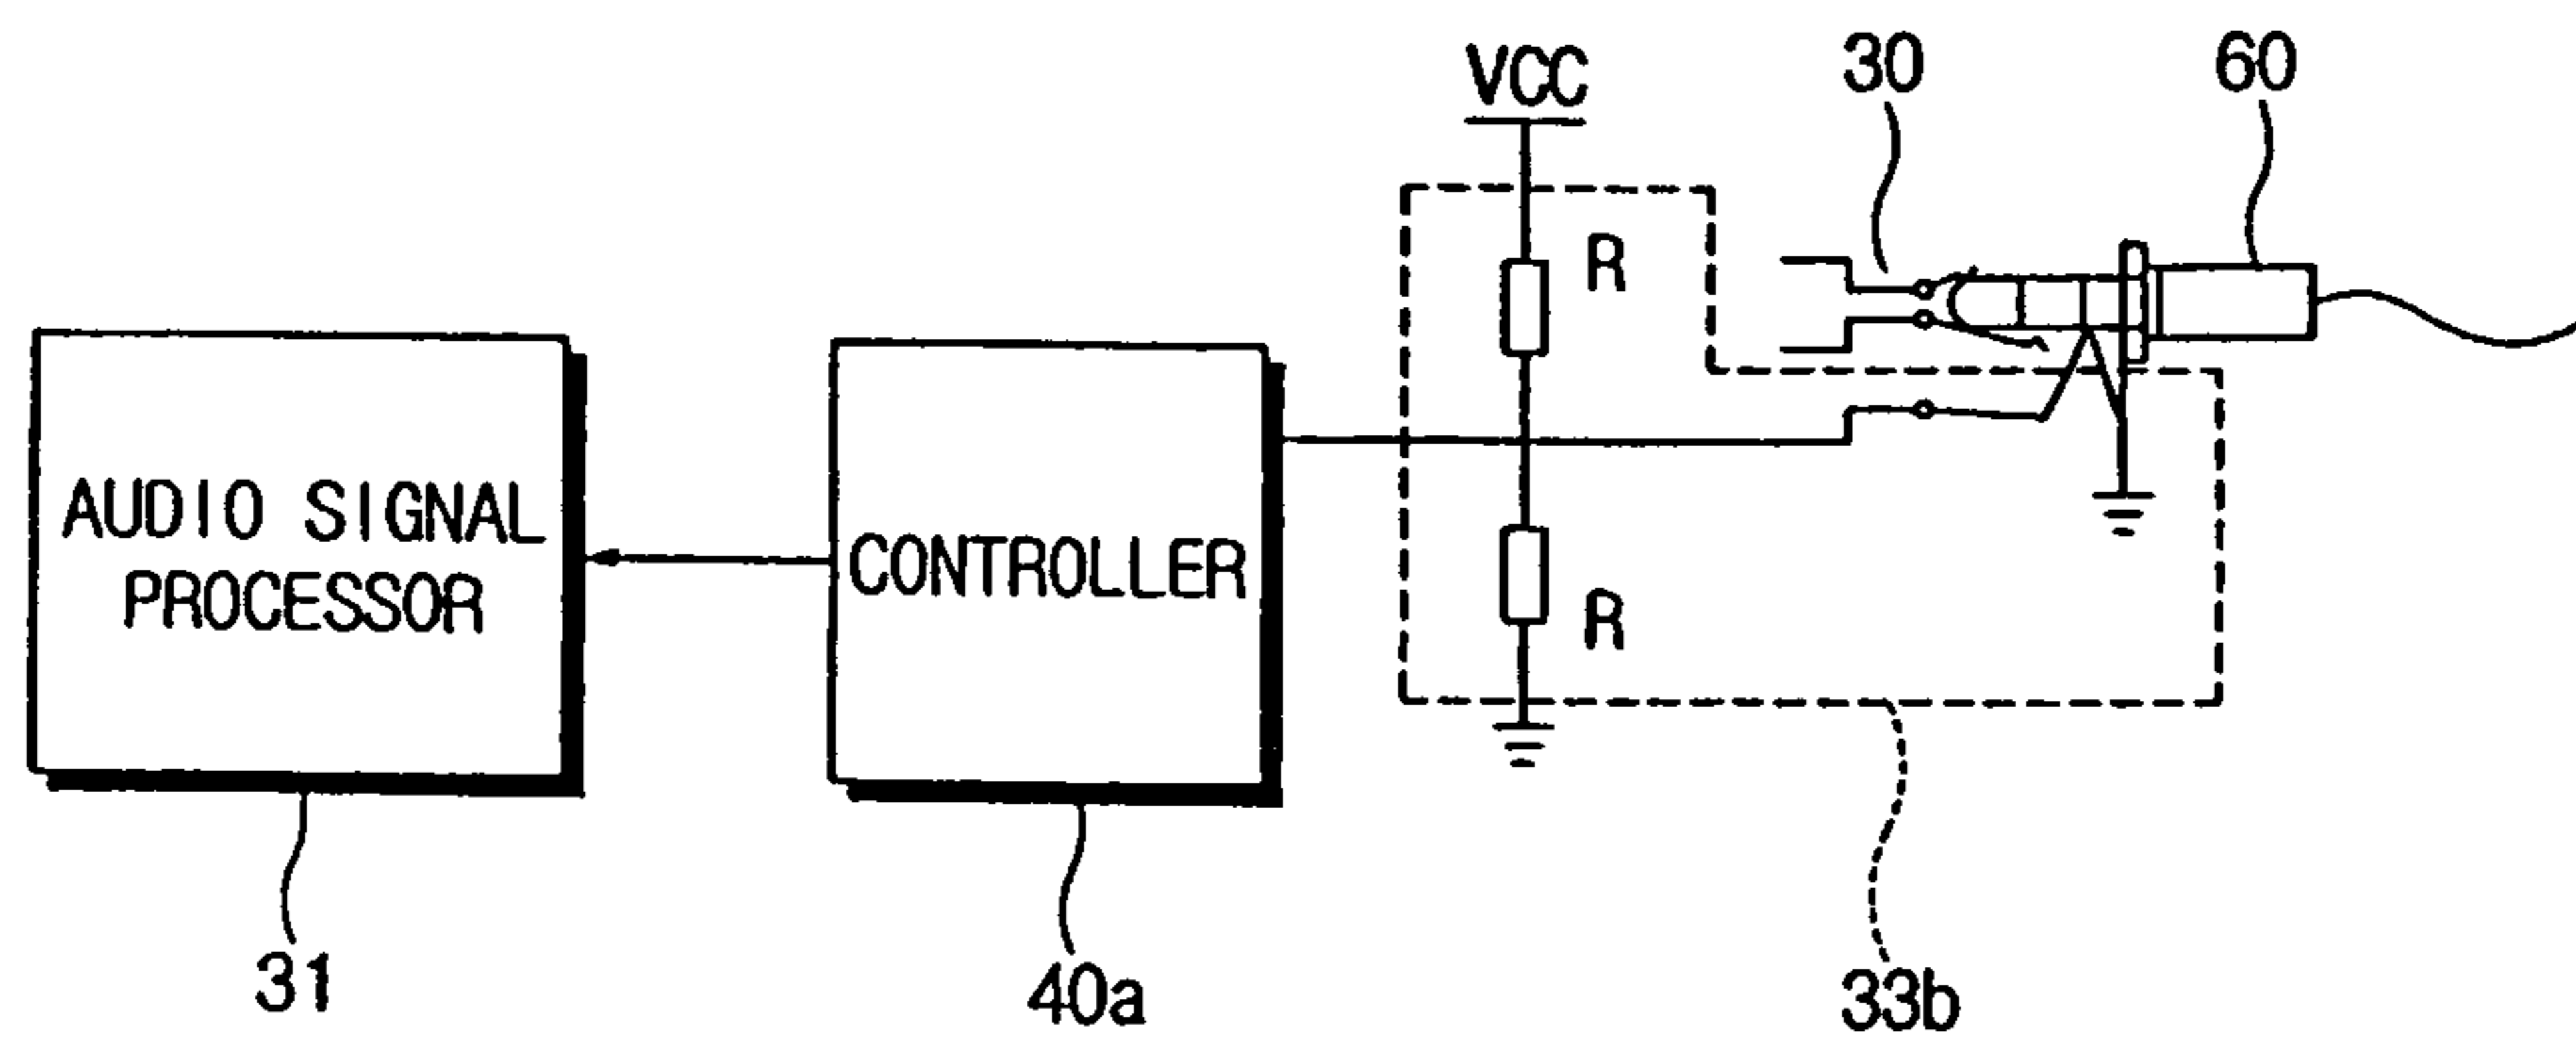 VCC
30
60
R
AUDIO SIGNAL
PROCESSOR
CONTROLLER
R
31
40a
33b